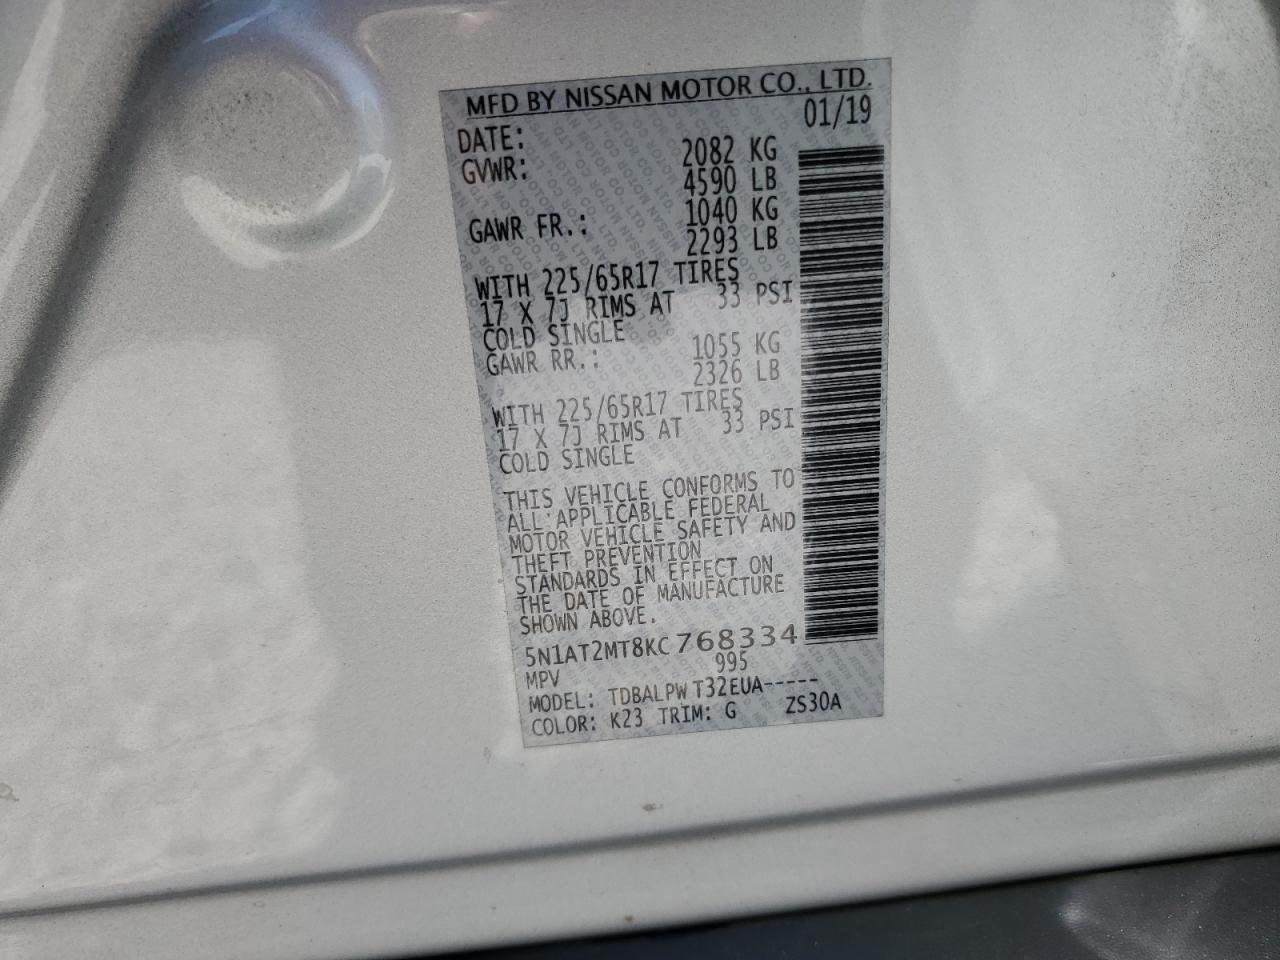 MFD BY NISSAN MOTOR CO., LTD.
DATE: 01/19
GVWR: 2082 KG
4590 LB
GAWR FR.: 1040 KG
2293 LB
WITH 225/65R17 TIRES
17 X 7J RIMS AT 33 PSI
COLD SINGLE
GAWR RR.: 1055 KG
2326 LB
WITH 225/65R17 TIRES
17 X 7J RIMS AT 33 PSI
COLD SINGLE
THIS VEHICLE CONFORMS TO
ALL APPLICABLE FEDERAL
MOTOR VEHICLE SAFETY AND
THEFT PREVENTION
STANDARDS IN EFFECT ON
THE DATE OF MANUFACTURE
SHOWN ABOVE.
5N1AT2MT8KC768334
MPV 995
MODEL: TDBALPW T32EUA-----
COLOR: K23 TRIM: G ZS30A